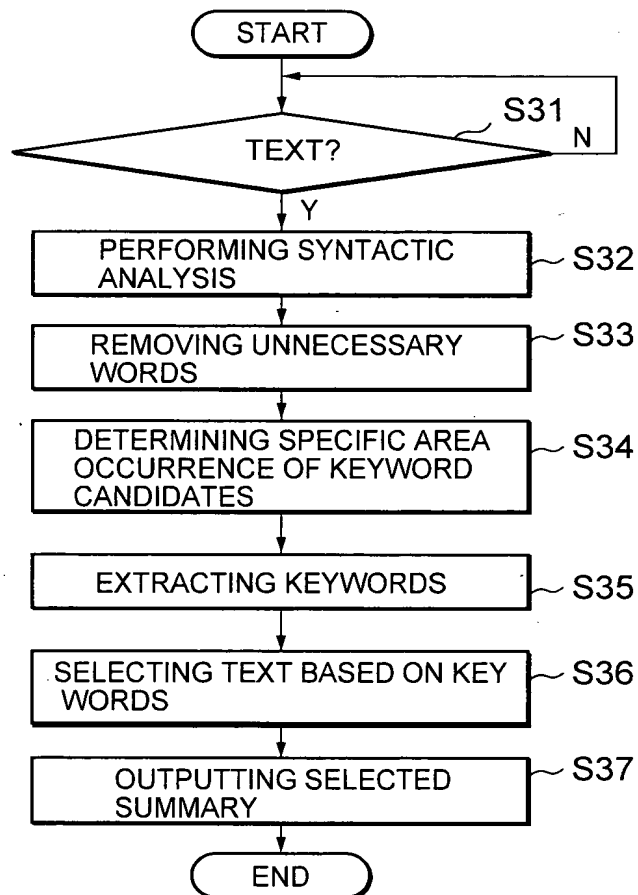 START
S31
TEXT?
N
Y
PERFORMING SYNTACTIC
ANALYSIS
S32
REMOVING UNNECESSARY
WORDS
S33
DETERMINING SPECIFIC AREA
OCCURRENCE OF KEYWORD
CANDIDATES
S34
EXTRACTING KEYWORDS
S35
SELECTING TEXT BASED ON KEY
WORDS
S36
OUTPUTTING SELECTED
SUMMARY
S37
END